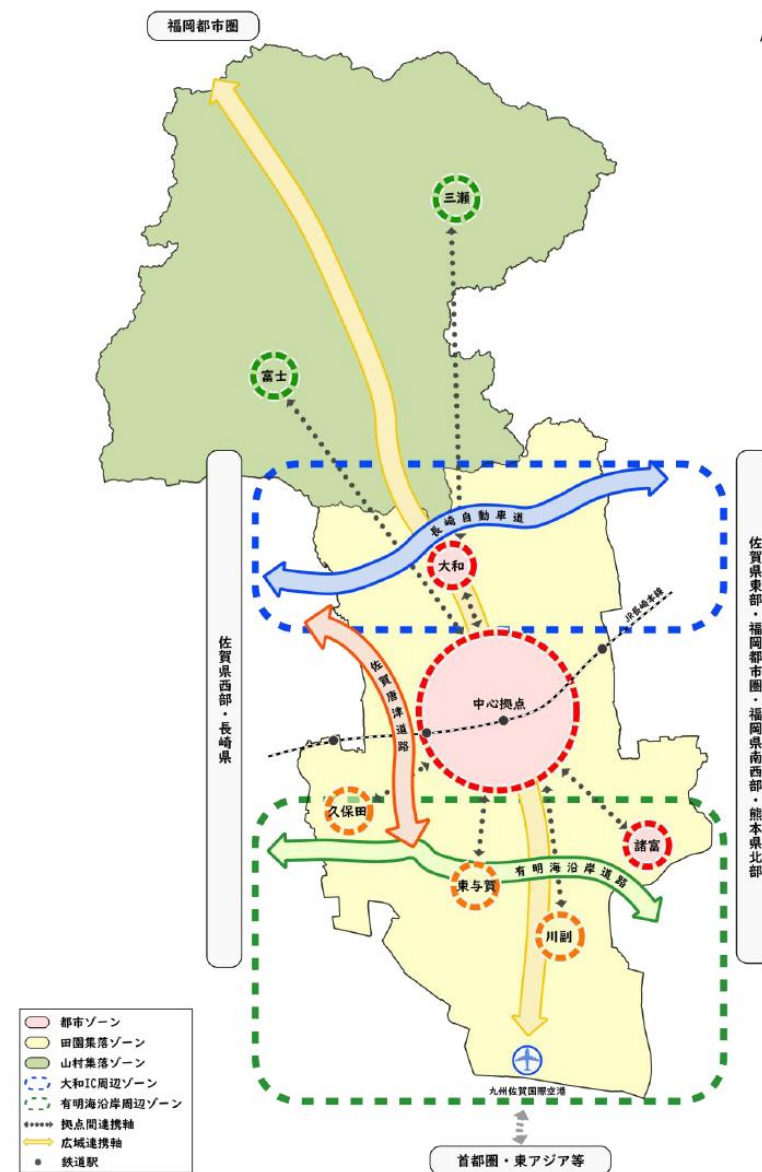 福岡都市圏
三瀬
富士
長崎自動車道
大和
JR長崎本線
佐賀県西部・長崎県
佐賀県東部・福岡都市圏・福岡県南西部・熊本県北部
佐賀唐津道路
中心拠点
久保田
諸富
東与賀
有明海沿岸道路
川副
九州佐賀国際空港
首都圏・東アジア等
都市ゾーン
田園集落ゾーン
山村集落ゾーン
大和IC周辺ゾーン
有明海沿岸周辺ゾーン
拠点間連携軸
広域連携軸
鉄道駅